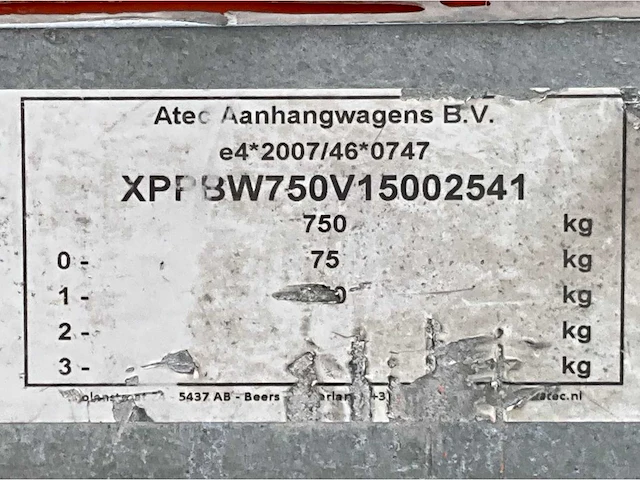 Atec Aanhangwagens B.V.
e4*2007/46*0747
XPPBW750V15002541
750 kg
0 - 75 kg
1 - kg
2 - kg
3 - kg
5437 AB - Beers